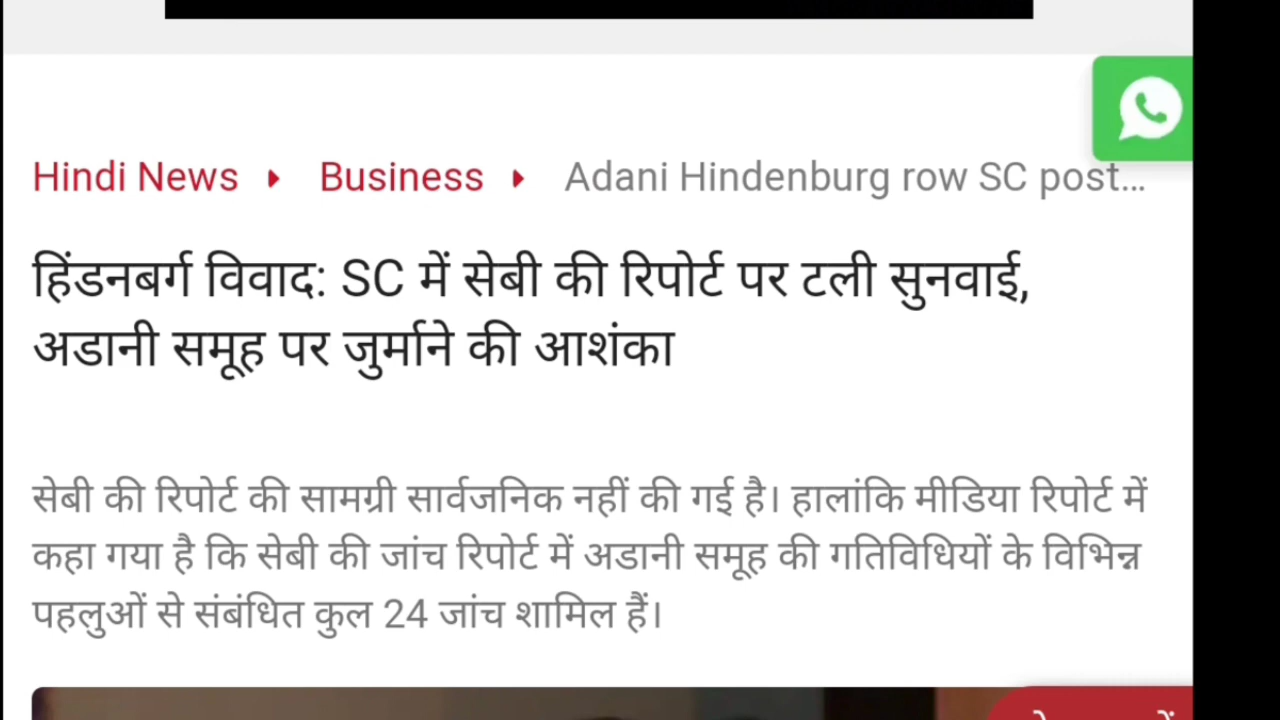 Hindi News Business Adani Hindenburg row SC post...
हिंडनबर्ग विवाद: SC में सेबी की रिपोर्ट पर टली सुनवाई,
अडानी समूह पर जुर्माने की आशंका
सेबी की रिपोर्ट की सामग्री सार्वजनिक नहीं की गई है। हालांकि मीडिया रिपोर्ट में
कहा गया है कि सेबी की जांच रिपोर्ट में अडानी समूह की गतिविधियों के विभिन्न
पहलुओं से संबंधित कुल 24 जांच शामिल हैं।